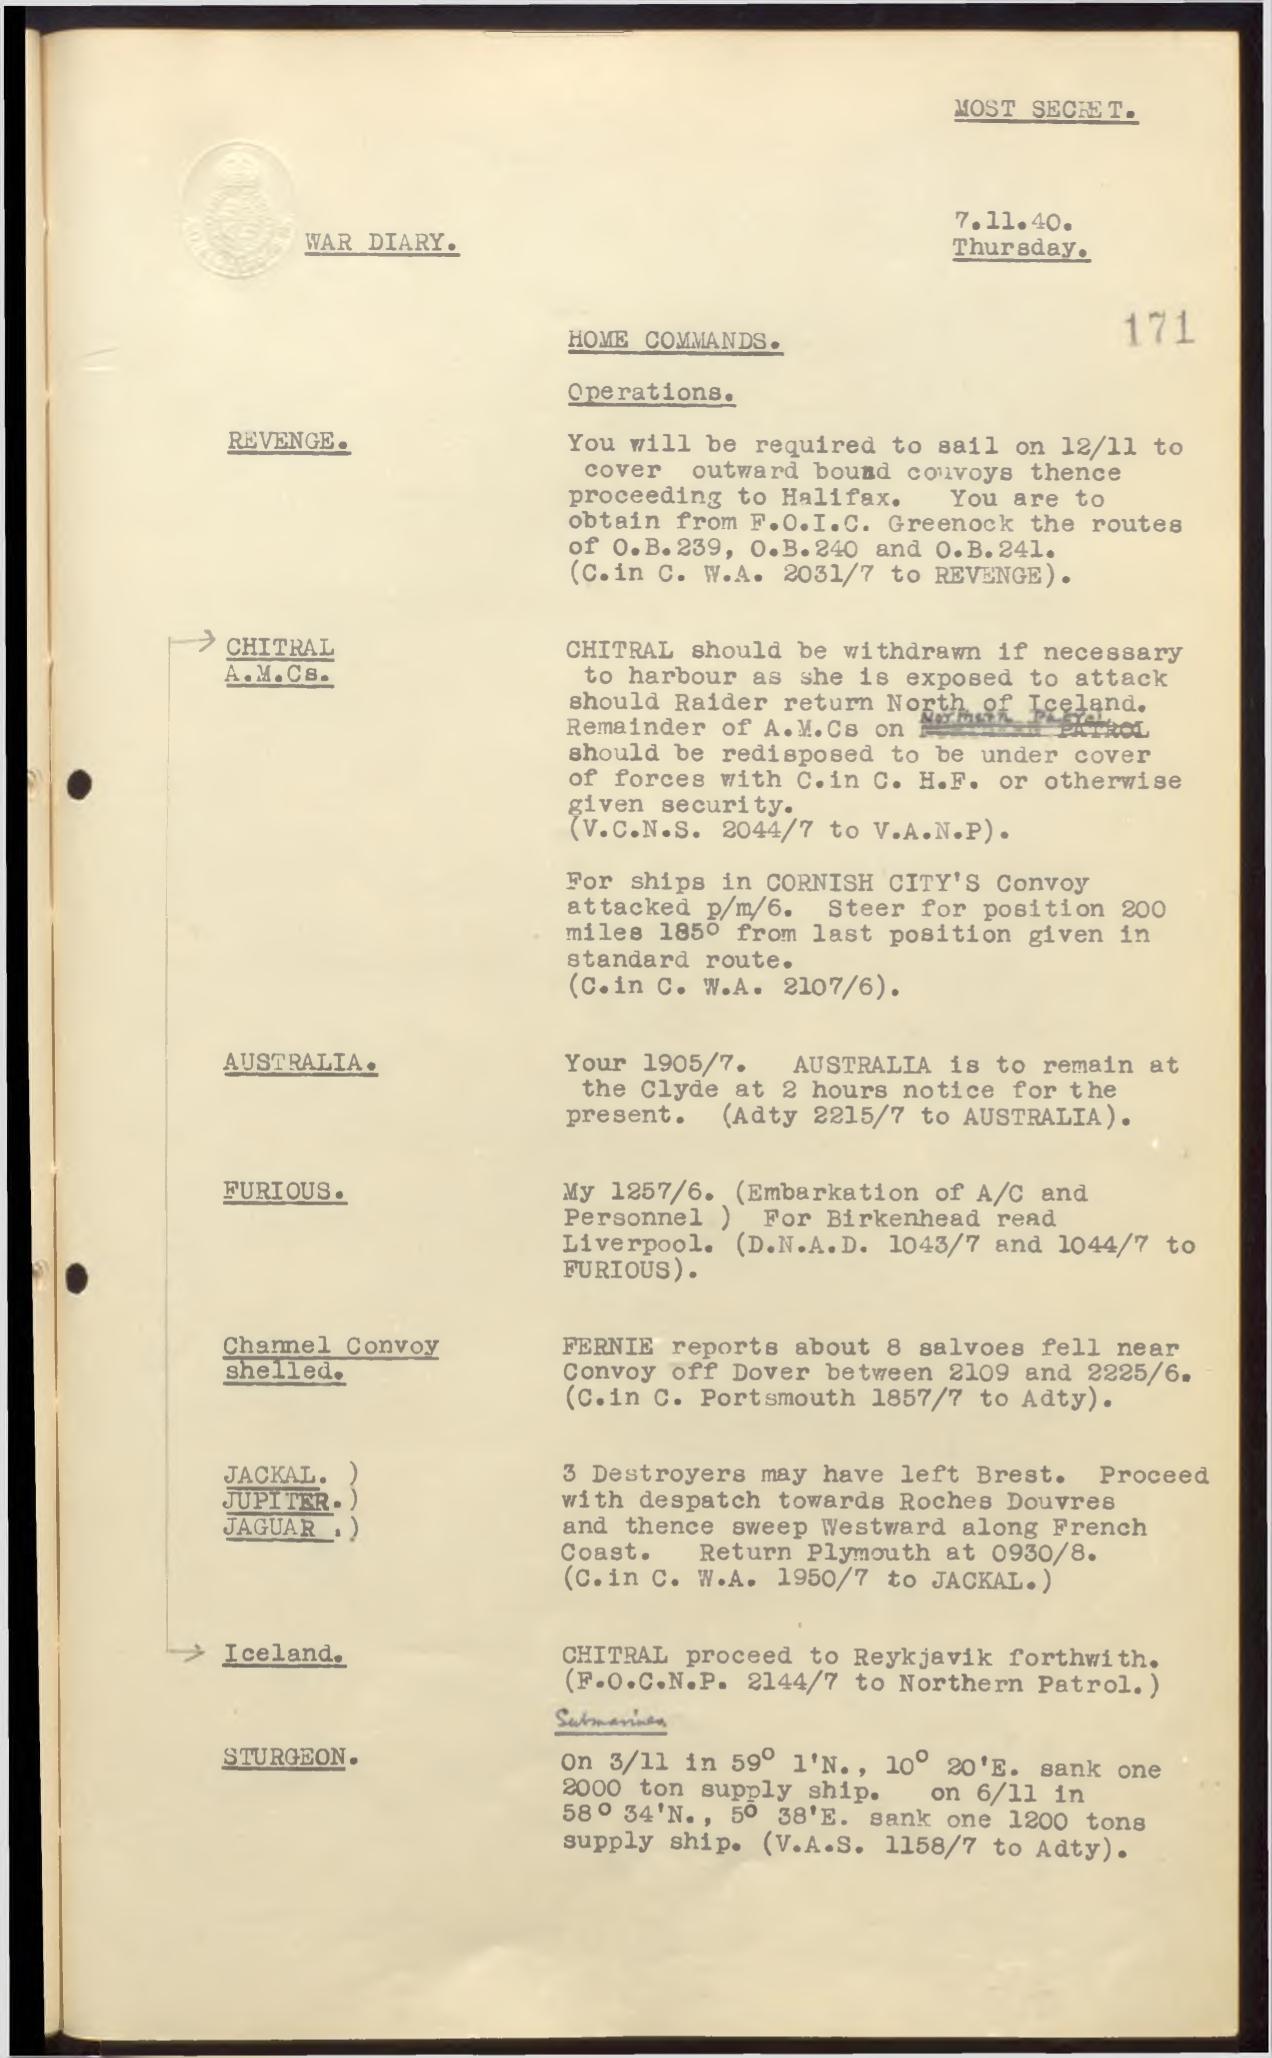 MOST SECRET.
7.11.40.
WAR DIARY.
Thursday.
171
HOME COMMANDS.
Operations.
REVENGE.
You will be required to sail on 12/11 to
cover outward bound convoys thence
proceeding to Halifax. You are to
obtain from F.O.I.C. Greenock the routes
of O.B.239, O.B.240 and O.B.241.
(C.in C. W.A. 2031/7 to REVENGE).
CHITRAL
A.M.Cs.
CHITRAL should be withdrawn if necessary
to harbour as she is exposed to attack
should Raider return North of Iceland.
Northern Patrol
Remainder of A.M.Cs on PATROL
should be redisposed to be under cover
of forces with C.in C. H.F. or otherwise
given security.
(V.C.N.S. 2044/7 to V.A.N.P).
For ships in CORNISH CITY'S Convoy
attacked p/m/6. Steer for position 200
miles 185° from last position given in
standard route.
(C.in C. W.A. 2107/6).
AUSTRALIA.
Your 1905/7. AUSTRALIA is to remain at
the Clyde at 2 hours notice for the
present. (Adty 2215/7 to AUSTRALIA).
FURIOUS.
My 1257/6. (Embarkation of A/C and
Personnel ) For Birkenhead read
Liverpool. (D.N.A.D. 1043/7 and 1044/7 to
FURIOUS).
Channel Convoy
shelled.
FERNIE reports about 8 salvoes fell near
Convoy off Dover between 2109 and 2225/6.
(C.in C. Portsmouth 1857/7 to Adty).
JACKAL. )
JUPITER.)
JAGUAR .)
3 Destroyers may have left Brest. Proceed
with despatch towards Roches Douvres
and thence sweep Westward along French
Coast. Return Plymouth at 0930/8.
(C.in C. W.A. 1950/7 to JACKAL.)
Iceland.
CHITRAL proceed to Reykjavik forthwith.
(F.O.C.N.P. 2144/7 to Northern Patrol.)
Submarines
STURGEON.
On 3/11 in 59° 1'N., 10° 20'E. sank one
2000 ton supply ship. on 6/11 in
58° 34'N., 5° 38'E. sank one 1200 tons
supply ship. (V.A.S. 1158/7 to Adty).